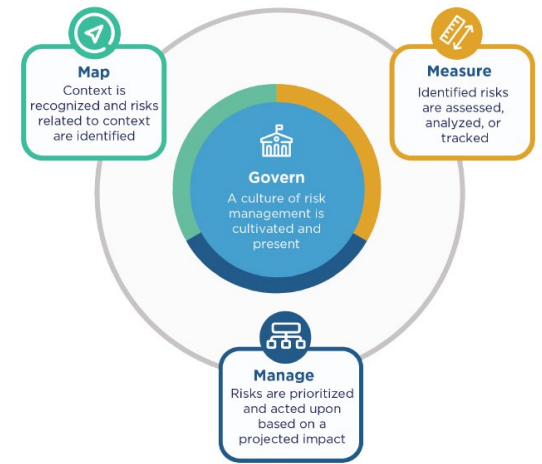 Map
Context is
recognized and risks
related to context
are identified
Measure
Identified risks
are assessed,
analyzed, or
tracked
Govern
A culture of risk
management is
cultivated and
present
Manage
Risks are prioritized
and acted upon
based on a
projected impact